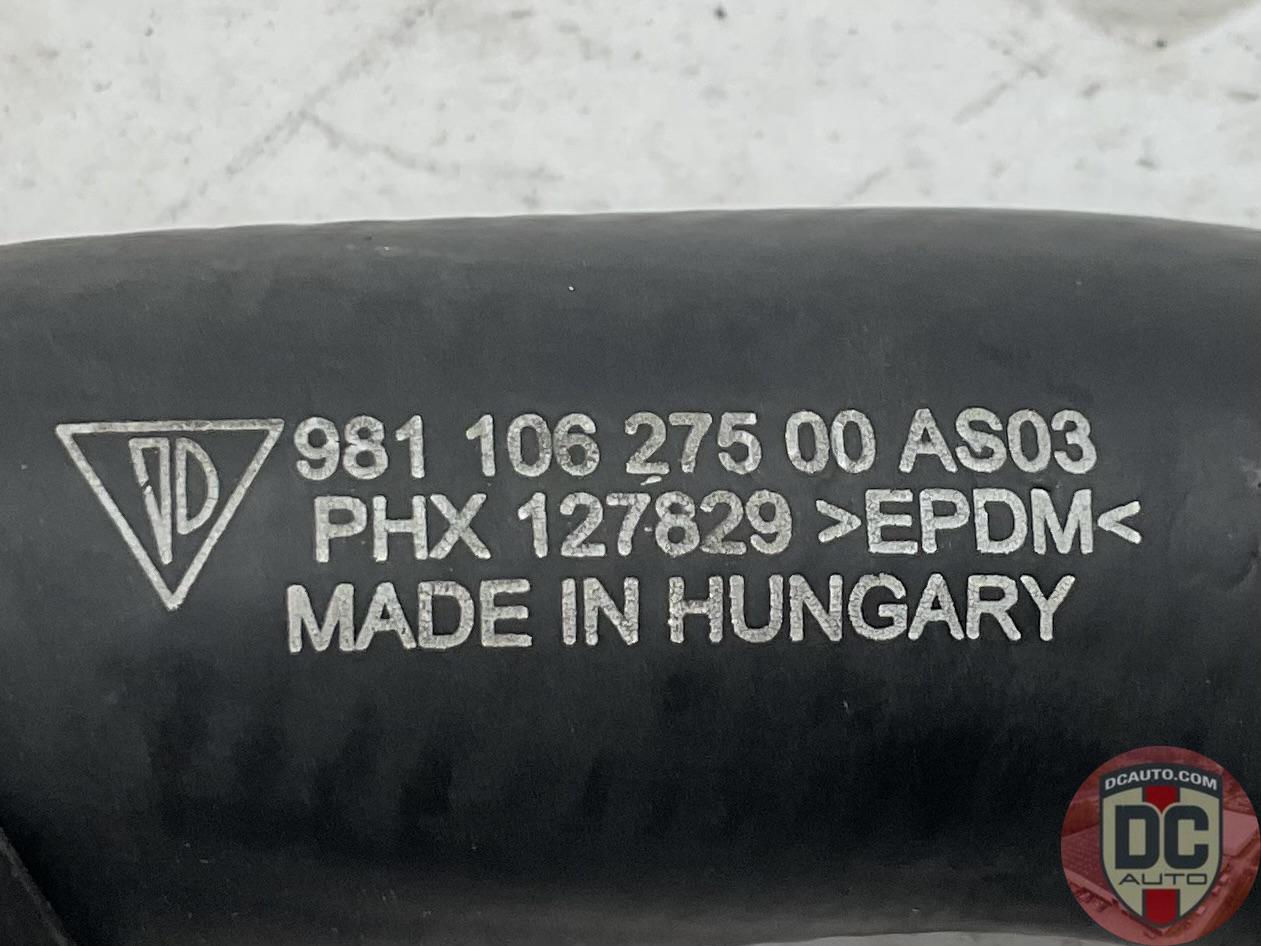 981 106 275 00 AS03
PHX 127829 >EPDM<
MADE IN HUNGARY
DCAUTO.COM
DC
AUTO